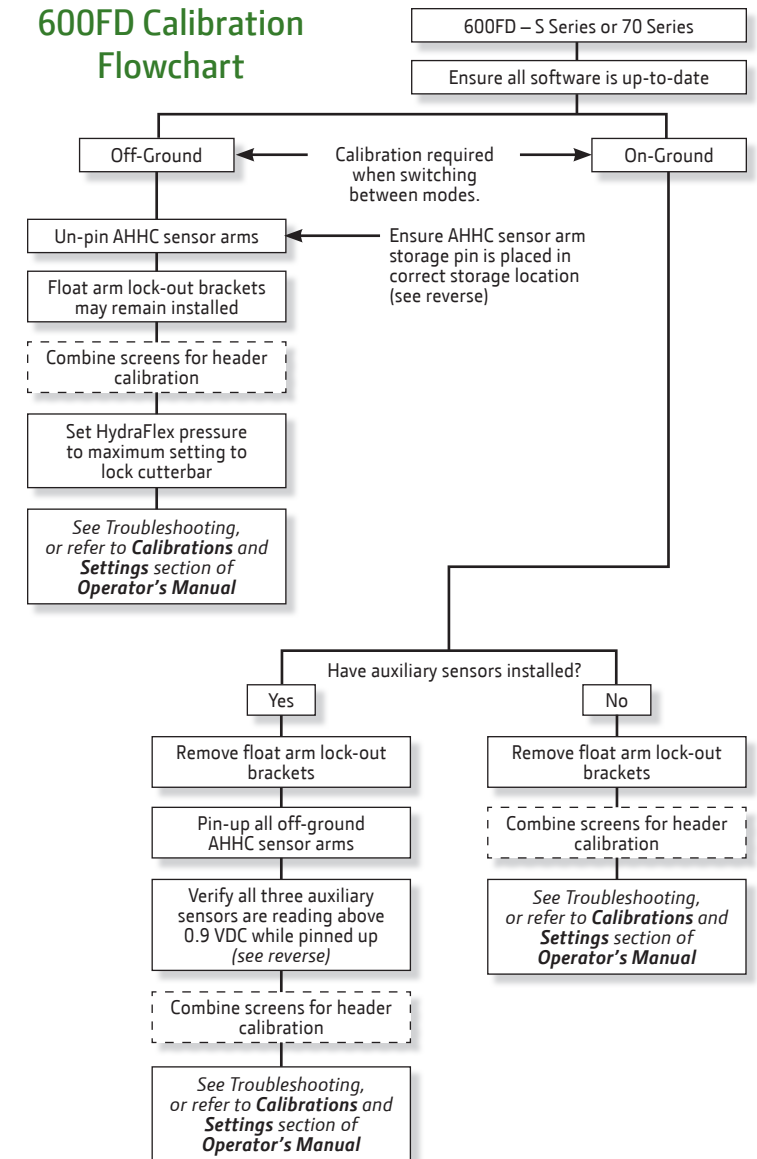 600FD Calibration
Flowchart
600FD – S Series or 70 Series
Ensure all software is up-to-date
Off-Ground
Calibration required
when switching
between modes.
On-Ground
Un-pin AHHC sensor arms
Ensure AHHC sensor arm
storage pin is placed in
correct storage location
(see reverse)
Float arm lock-out brackets
may remain installed
Combine screens for header
calibration
Set HydraFlex pressure
to maximum setting to
lock cutterbar
See Troubleshooting,
or refer to Calibrations and
Settings section of
Operator's Manual
Have auxiliary sensors installed?
Yes
Remove float arm lock-out
brackets
Pin-up all off-ground
AHHC sensor arms
Verify all three auxiliary
sensors are reading above
0.9 VDC while pinned up
(see reverse)
Combine screens for header
calibration
See Troubleshooting,
or refer to Calibrations and
Settings section of
Operator's Manual
No
Remove float arm lock-out
brackets
Combine screens for header
calibration
See Troubleshooting,
or refer to Calibrations and
Settings section of
Operator's Manual